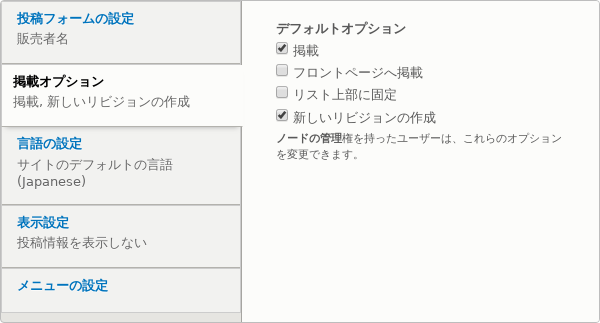 投稿フォームの設定
販売者名
掲載オプション
掲載, 新しいリビジョンの作成
言語の設定
サイトのデフォルトの言語
(Japanese)
表示設定
投稿情報を表示しない
メニューの設定
デフォルトオプション
掲載
フロントページへ掲載
リスト上部に固定
新しいリビジョンの作成
ノードの管理権を持ったユーザーは、これらのオプション
を変更できます。